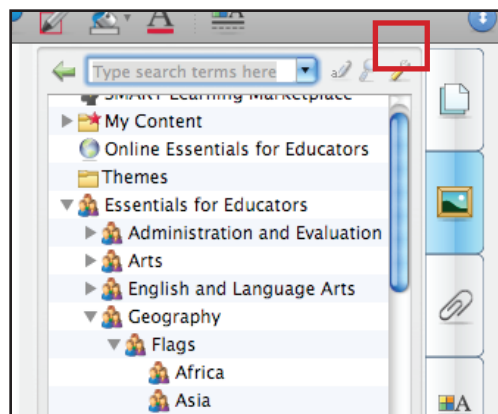 A
Type search terms here
SMART Learning Marketplace
My Content
Online Essentials for Educators
Themes
Essentials for Educators
Administration and Evaluation
Arts
English and Language Arts
Geography
Flags
Africa
Asia
A